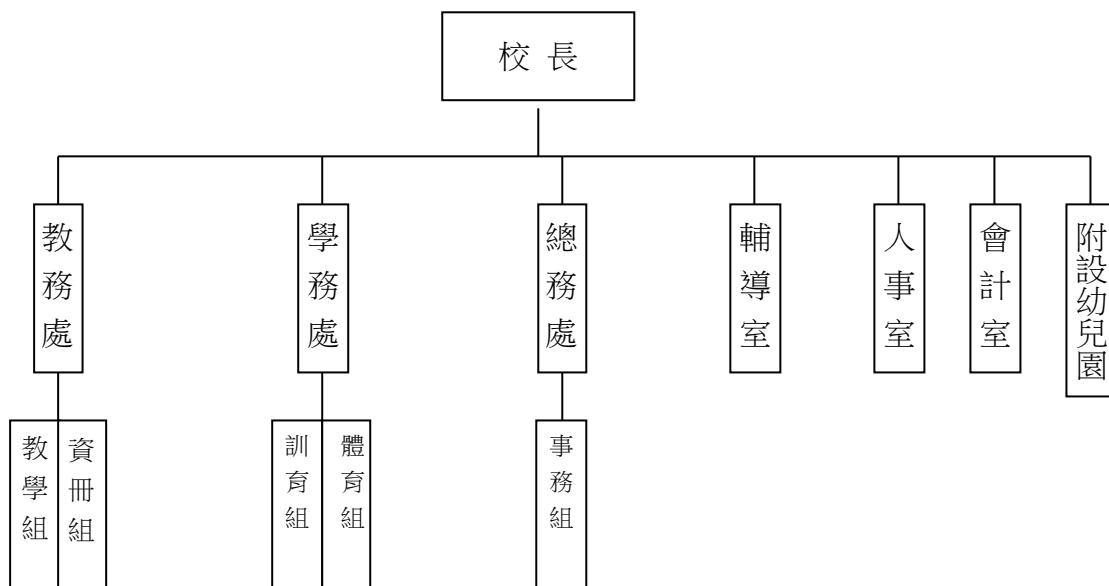 校長
教務處
學務處
總務處
輔導室
人事室
會計室
附設幼兒園
教學組
資冊組
訓育組
體育組
事務組